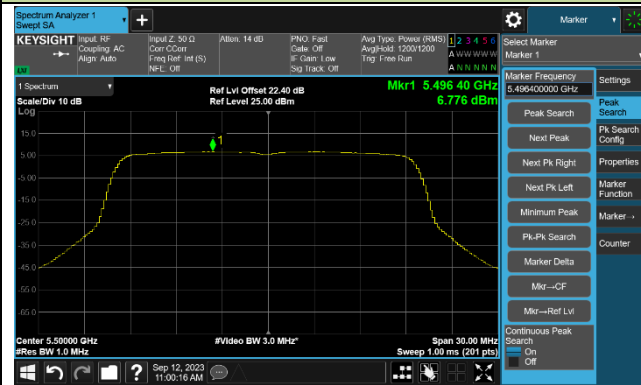 Spectrum Analyzer 1
Swept SA
Marker
KEYSIGHT
Input: RF
Coupling: AC
Align: Auto
Input Z: 50 Ω
Corr CCorr
Freq Ref: Int (S)
NFE: Off
Atten: 14 dB
PNO: Fast
Gate: Off
IF Gain: Low
Sig Track: Off
Avg Type: Power (RMS)
Avg|Hold: 1200/1200
Trig: Free Run
1 2 3 4 5 6
A W W W W W
A N N N N N
LXI
Select Marker
Marker 1
1 Spectrum
Scale/Div 10 dB
Log
Ref Lvl Offset 22.40 dB
Ref Level 25.00 dBm
Mkr1 5.496 40 GHz
6.776 dBm
15.0
5.00
-5.00
-15.0
-25.0
-35.0
-45.0
-55.0
-65.0
1
Center 5.50000 GHz
#Res BW 1.0 MHz
#Video BW 3.0 MHz*
Span 30.00 MHz
Sweep 1.00 ms (201 pts)
Marker Frequency
5.496400000 GHz
Peak Search
Next Peak
Next Pk Right
Next Pk Left
Minimum Peak
Pk-Pk Search
Marker Delta
Mkr→CF
Mkr→Ref Lvl
Continuous Peak
Search
On
Off
Settings
Peak
Search
Pk Search
Config
Properties
Marker
Function
Marker→
Counter
Sep 12, 2023
11:00:16 AM